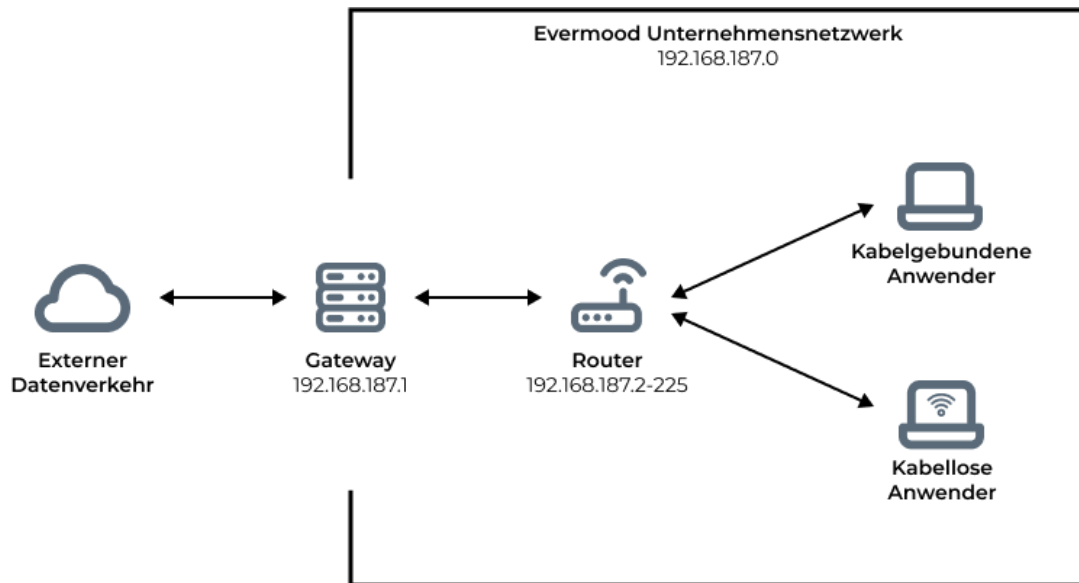 Evermood Unternehmensnetzwerk
192.168.187.0
Kabelgebundene
Anwender
Externer
Datenverkehr
Gateway
192.168.187.1
Router
192.168.187.2-225
Kabellose
Anwender